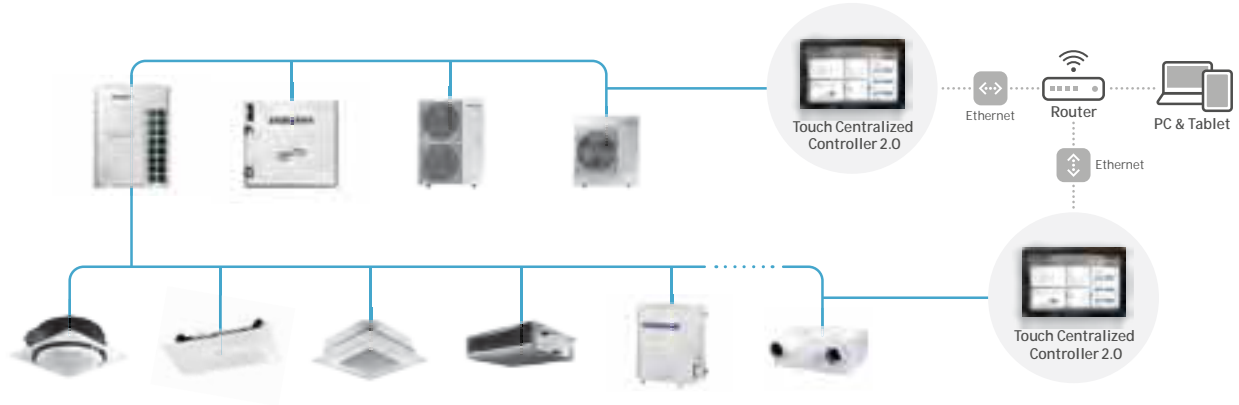 Touch Centralized
Controller 2.0
Ethernet
Router
PC & Tablet
Ethernet
Touch Centralized
Controller 2.0